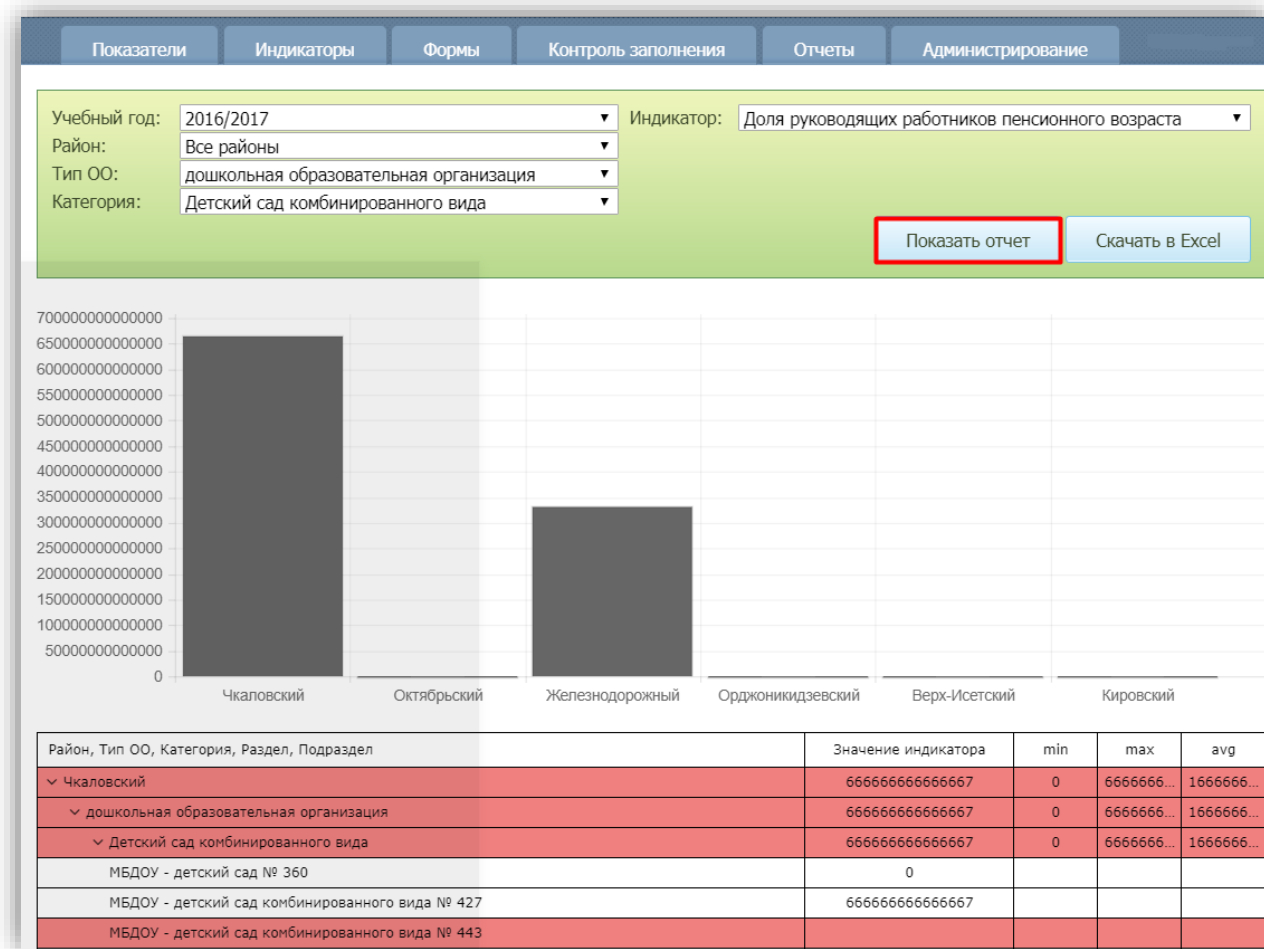 Показатели Индикаторы Формы Контроль заполнения Отчеты Администрирование
Учебный год: 2016/2017 Индикатор: Доля руководящих работников пенсионного возраста
Район: Все районы
Тип ОО: дошкольная образовательная организация
Категория: Детский сад комбинированного вида
Показать отчет Скачать в Excel
700000000000000
650000000000000
600000000000000
550000000000000
500000000000000
450000000000000
400000000000000
350000000000000
300000000000000
250000000000000
200000000000000
150000000000000
100000000000000
50000000000000
0
Чкаловский Октябрьский Железнодорожный Орджоникидзевский Верх-Исетский Кировский
Район, Тип ОО, Категория, Раздел, Подраздел Значение индикатора min max avg
Чкаловский 666666666666667 0 6666666... 1666666...
дошкольная образовательная организация 666666666666667 0 6666666... 1666666...
Детский сад комбинированного вида 666666666666667 0 6666666... 1666666...
МБДОУ - детский сад № 360 0
МБДОУ - детский сад комбинированного вида № 427 666666666666667
МБДОУ - детский сад комбинированного вида № 443